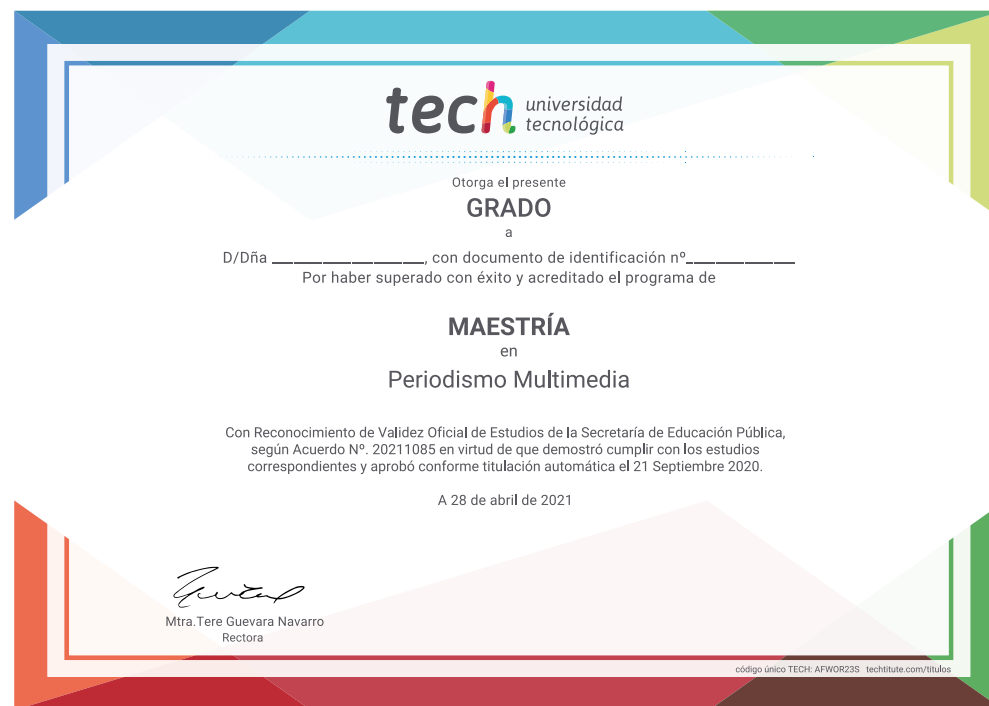 tech universidad
tecnológica
Otorga el presente
GRADO
a
D/Dña ____________________, con documento de identificación nº______________
Por haber superado con éxito y acreditado el programa de
MAESTRÍA
en
Periodismo Multimedia
Con Reconocimiento de Validez Oficial de Estudios de la Secretaría de Educación Pública,
según Acuerdo Nº. 20211085 en virtud de que demostró cumplir con los estudios
correspondientes y aprobó conforme titulación automática el 21 Septiembre 2020.
A 28 de abril de 2021
Mtra.Tere Guevara Navarro
Rectora
código único TECH: AFWOR23S techtitute.com/titulos